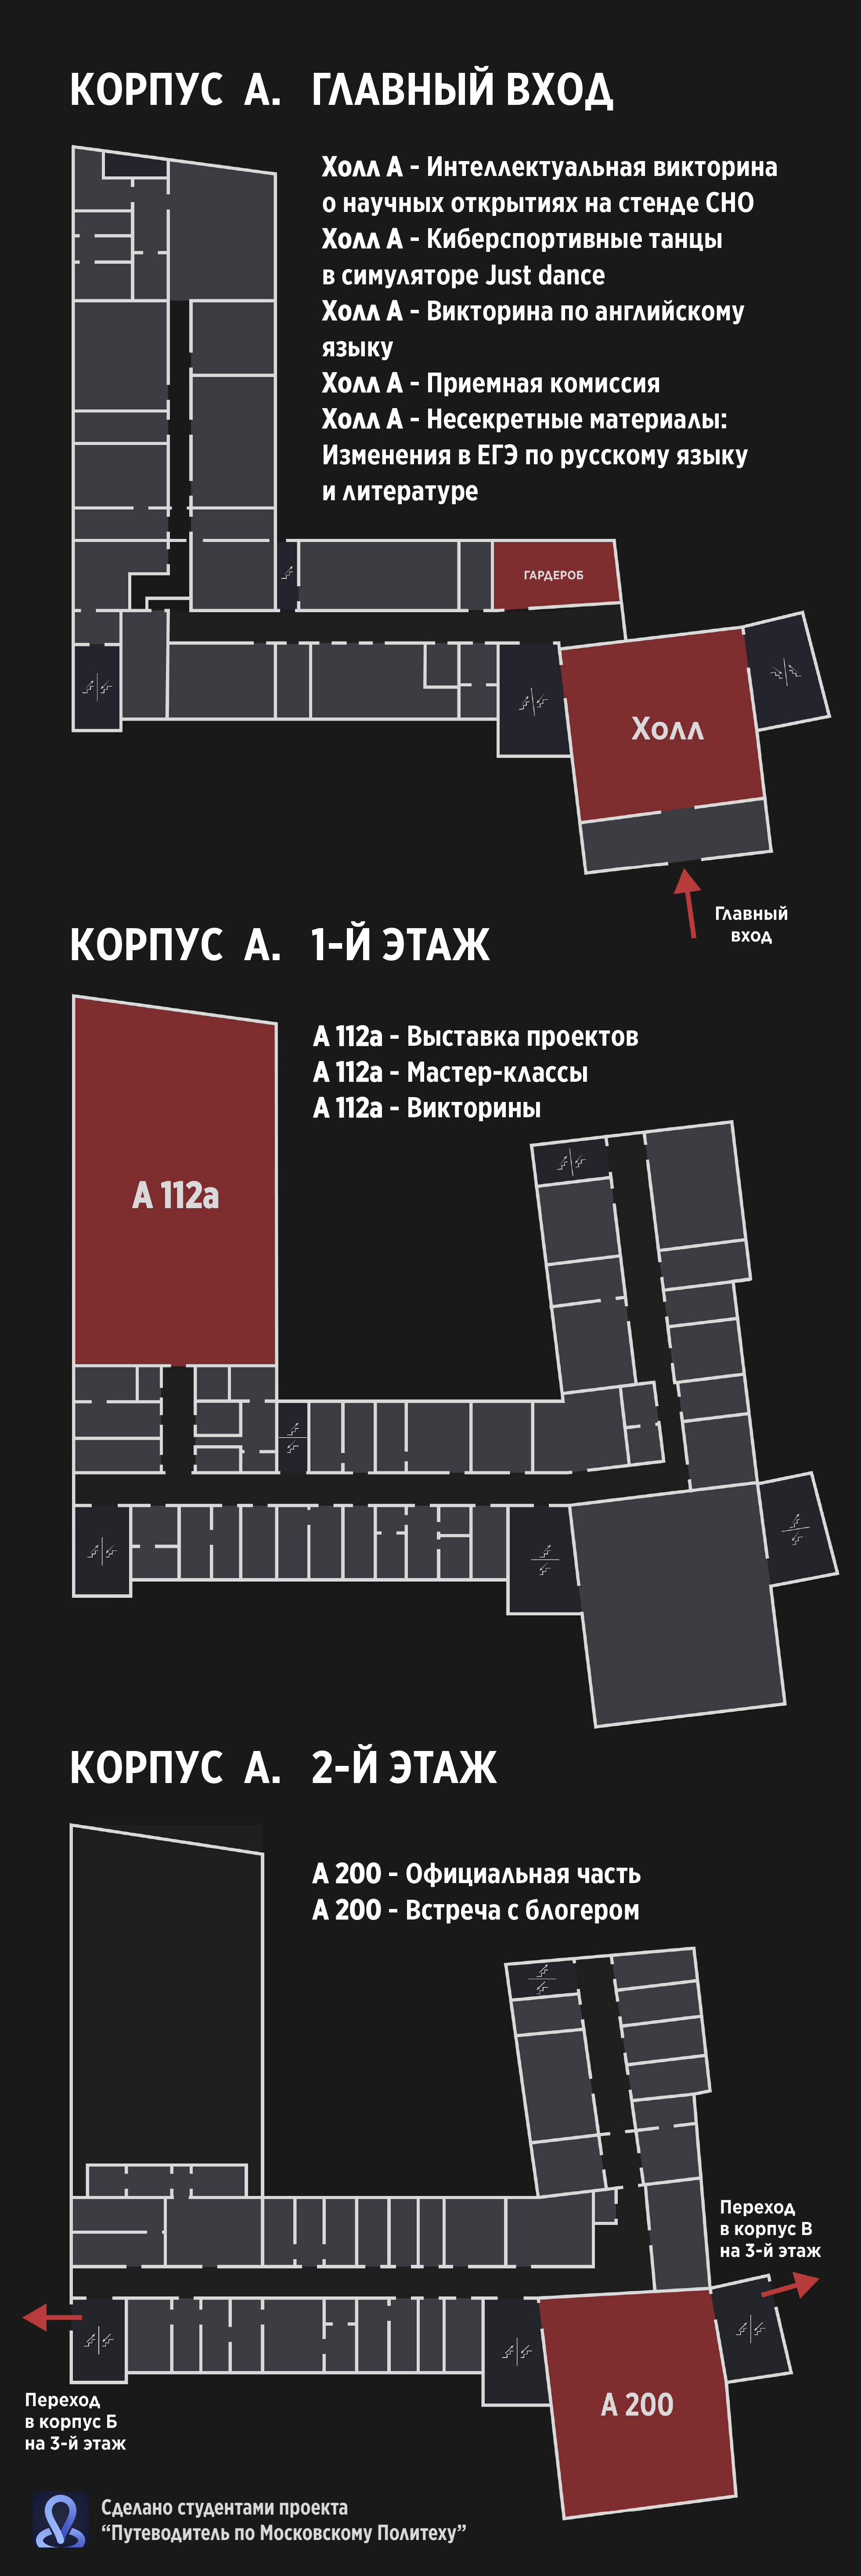 КОРПУС А. ГЛАВНЫЙ ВХОД
Холл А - Интеллектуальная викторина
о научных открытиях на стенде СНО
Холл А - Киберспортивные танцы
в симуляторе Just dance
Холл А - Викторина по английскому
языку
Холл А - Приемная комиссия
Холл А - Несекретные материалы:
Изменения в ЕГЭ по русскому языку
и литературе
ГАРДЕРОБ
Холл
Главный
вход
КОРПУС А. 1-Й ЭТАЖ
А 112а - Выставка проектов
А 112а - Мастер-классы
А 112а - Викторины
А 112а
КОРПУС А. 2-Й ЭТАЖ
А 200 - Официальная часть
А 200 - Встреча с блогером
Переход
в корпус В
на 3-й этаж
А 200
Переход
в корпус Б
на 3-й этаж
Сделано студентами проекта
“Путеводитель по Московскому Политеху”